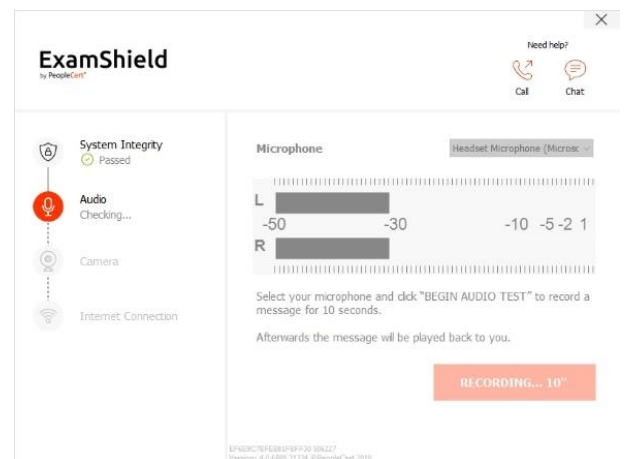 ExamShield
by PeopleCert
Need help?
Call
Chat
System Integrity
Passed
Audio
Checking...
Camera
Internet Connection
Microphone
Headset Microphone (Microsc
L
-50 -30 -10 -5 -2 1
R
Select your microphone and click "BEGIN AUDIO TEST" to record a
message for 10 seconds.
Afterwards the message will be played back to you.
RECORDING... 10"